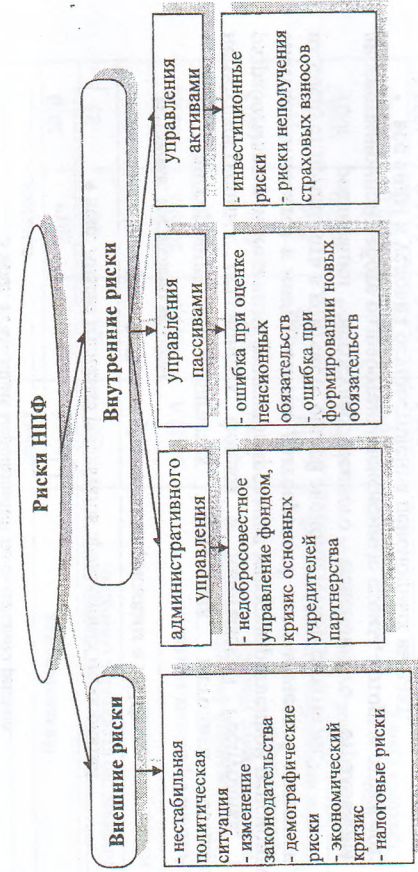 Риски НПФ
Внешние риски
Внутренние риски
- нестабильная
политическая
ситуация
- изменение
законодательства
- демографические
риски
- экономический
кризис
- налоговые риски
административного
управления
- недобросовестное
управление фондом,
кризис основных
учредителей
партнерства
управления
пассивами
- ошибка при оценке
пенсионных
обязательств
- ошибка при
формировании новых
обязательств
управления
активами
- инвестиционные
риски
- риски неполучения
страховых взносов